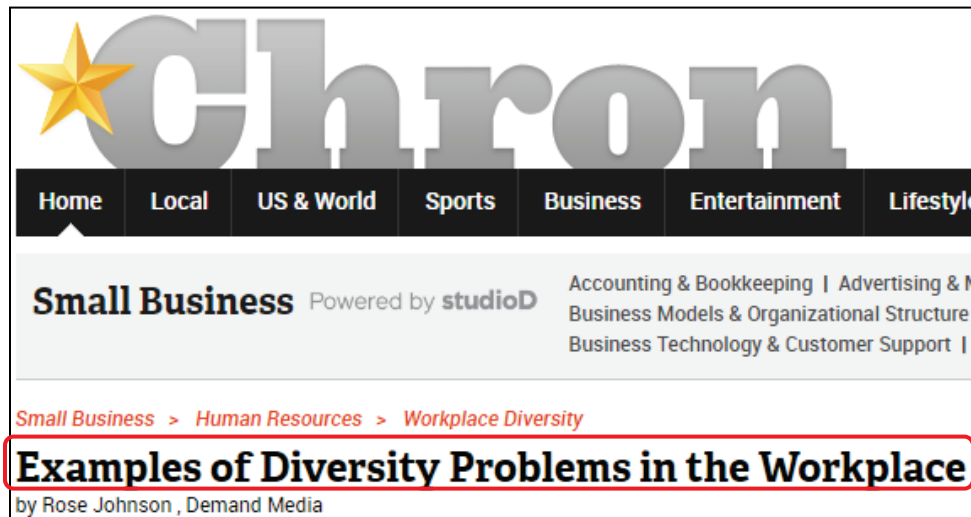 Chron
Home Local US & World Sports Business Entertainment Lifestyle
Small Business Powered by studioD
Accounting & Bookkeeping | Advertising &
Business Models & Organizational Structure
Business Technology & Customer Support |
Small Business > Human Resources > Workplace Diversity
Examples of Diversity Problems in the Workplace
by Rose Johnson , Demand Media